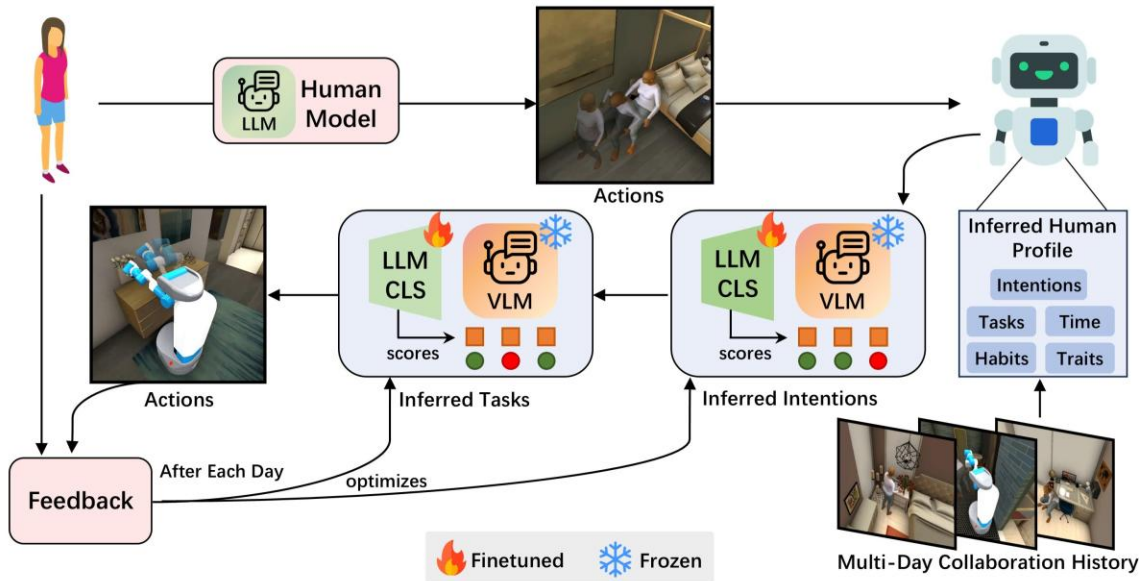 LLM
Human
Model
Actions
Inferred Human
Profile
Intentions
Tasks
Time
Habits
Traits
LLM
CLS
VLM
scores
Inferred Tasks
LLM
CLS
VLM
scores
Inferred Intentions
Actions
Feedback
After Each Day
optimizes
Finetuned
Frozen
Multi-Day Collaboration History